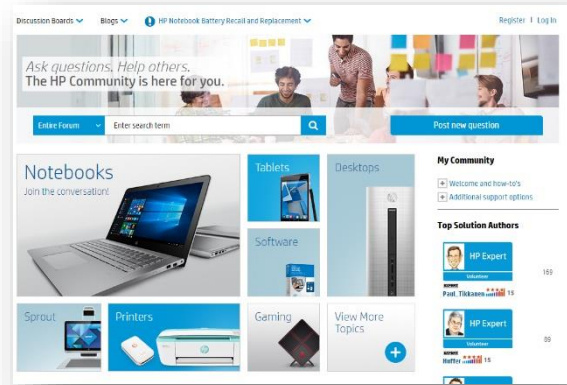 Discussion Boards
Blogs
HP Notebook Battery Recall and Replacement
Register | Log In
Ask questions. Help others.
The HP Community is here for you.
Entire Forum
Enter search term
Post new question
Notebooks
Join the conversation!
Tablets
Desktops
Software
Sprout
Printers
Gaming
View More
Topics
My Community
Welcome and how-to's
Additional support options
Top Solution Authors
HP Expert
Volunteer
Paul_Tikkanen 15
HP Expert
Volunteer
Huffer 15